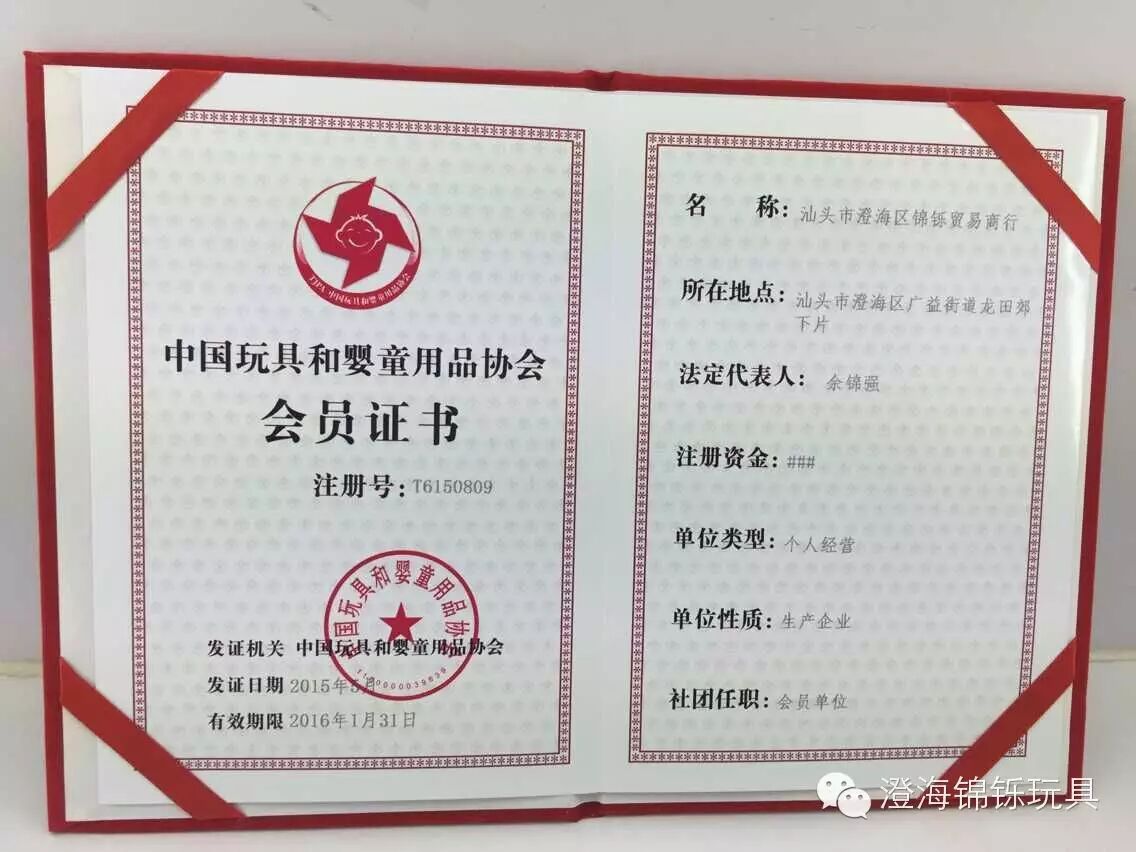 中国玩具和婴童用品协会
会员证书
注册号:T6150809
中国玩具和婴童用品协会
发证机关 中国玩具和婴童用品协会
发证日期 2015年5月
有效期限 2016年1月31日
名 称: 汕头市澄海区锦铄贸易商行
所在地点: 汕头市澄海区广益街道龙田郊
下片
法定代表人: 余锦强
注册资金: ###
单位类型: 个人经营
单位性质: 生产企业
社团任职: 会员单位
澄海锦铄玩具